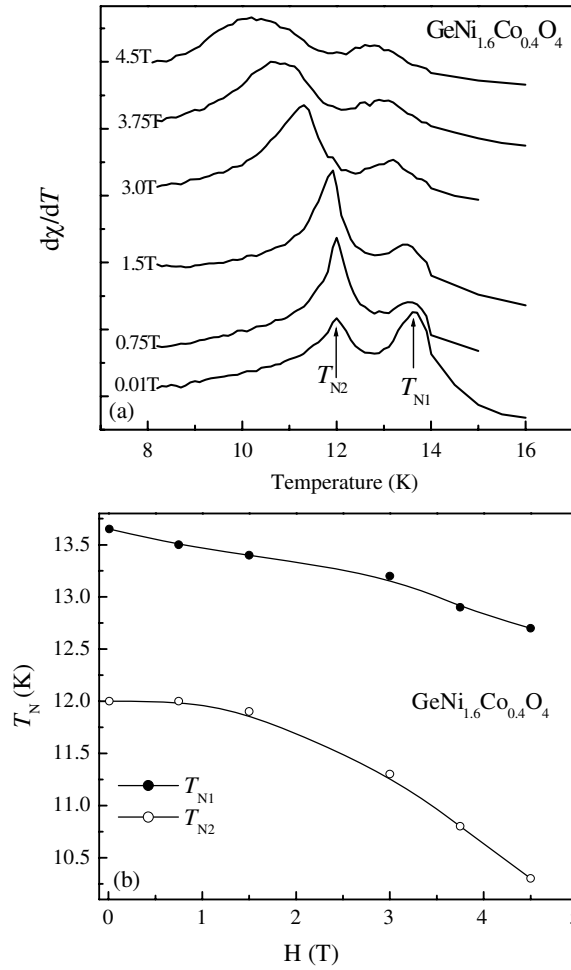 GeNi1.6Co0.4O4
4.5T
3.75T
3.0T
1.5T
0.75T
0.01T
TN2
TN1
(a)
dχ/dT
8 10 12 14 16
Temperature (K)
13.5
13.0
12.5
12.0
11.5
11.0
10.5
TN (K)
GeNi1.6Co0.4O4
TN1
TN2
(b)
0 1 2 3 4 5
H (T)